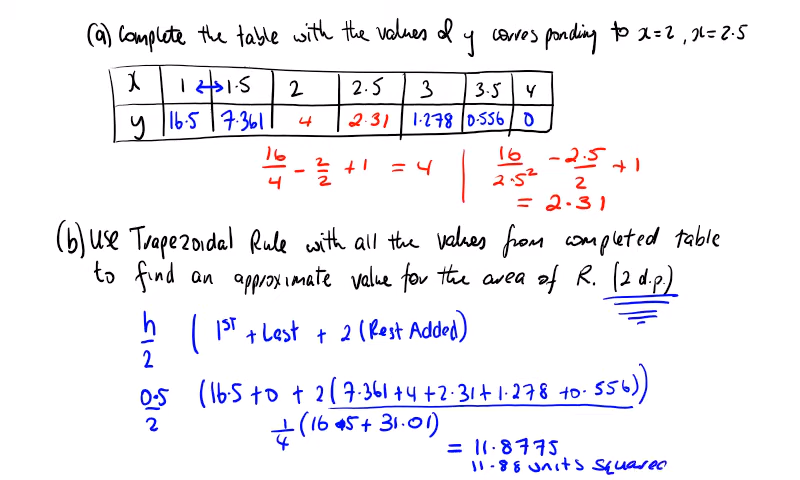 (a) Complete the table with the values of y corresponding to x=2, x=2.5
x 1 ↔ 1.5 2 2.5 3 3.5 4
y 16.5 7.361 4 2.31 1.278 0.556 0
16/4 - 2/2 + 1 = 4 | 16/2.5² - 2.5/2 + 1
= 2.31
(b) Use Trapezoidal Rule with all the values from completed table
to find an approximate value for the area of R. (2 d.p.)
h/2 ( 1ST + Last + 2 (Rest Added)
0.5/2 (16.5 + 0 + 2(7.361+4+2.31+1.278+0.556))
1/4 (16.5 + 31.01)
= 11.8775
11.88 units squared